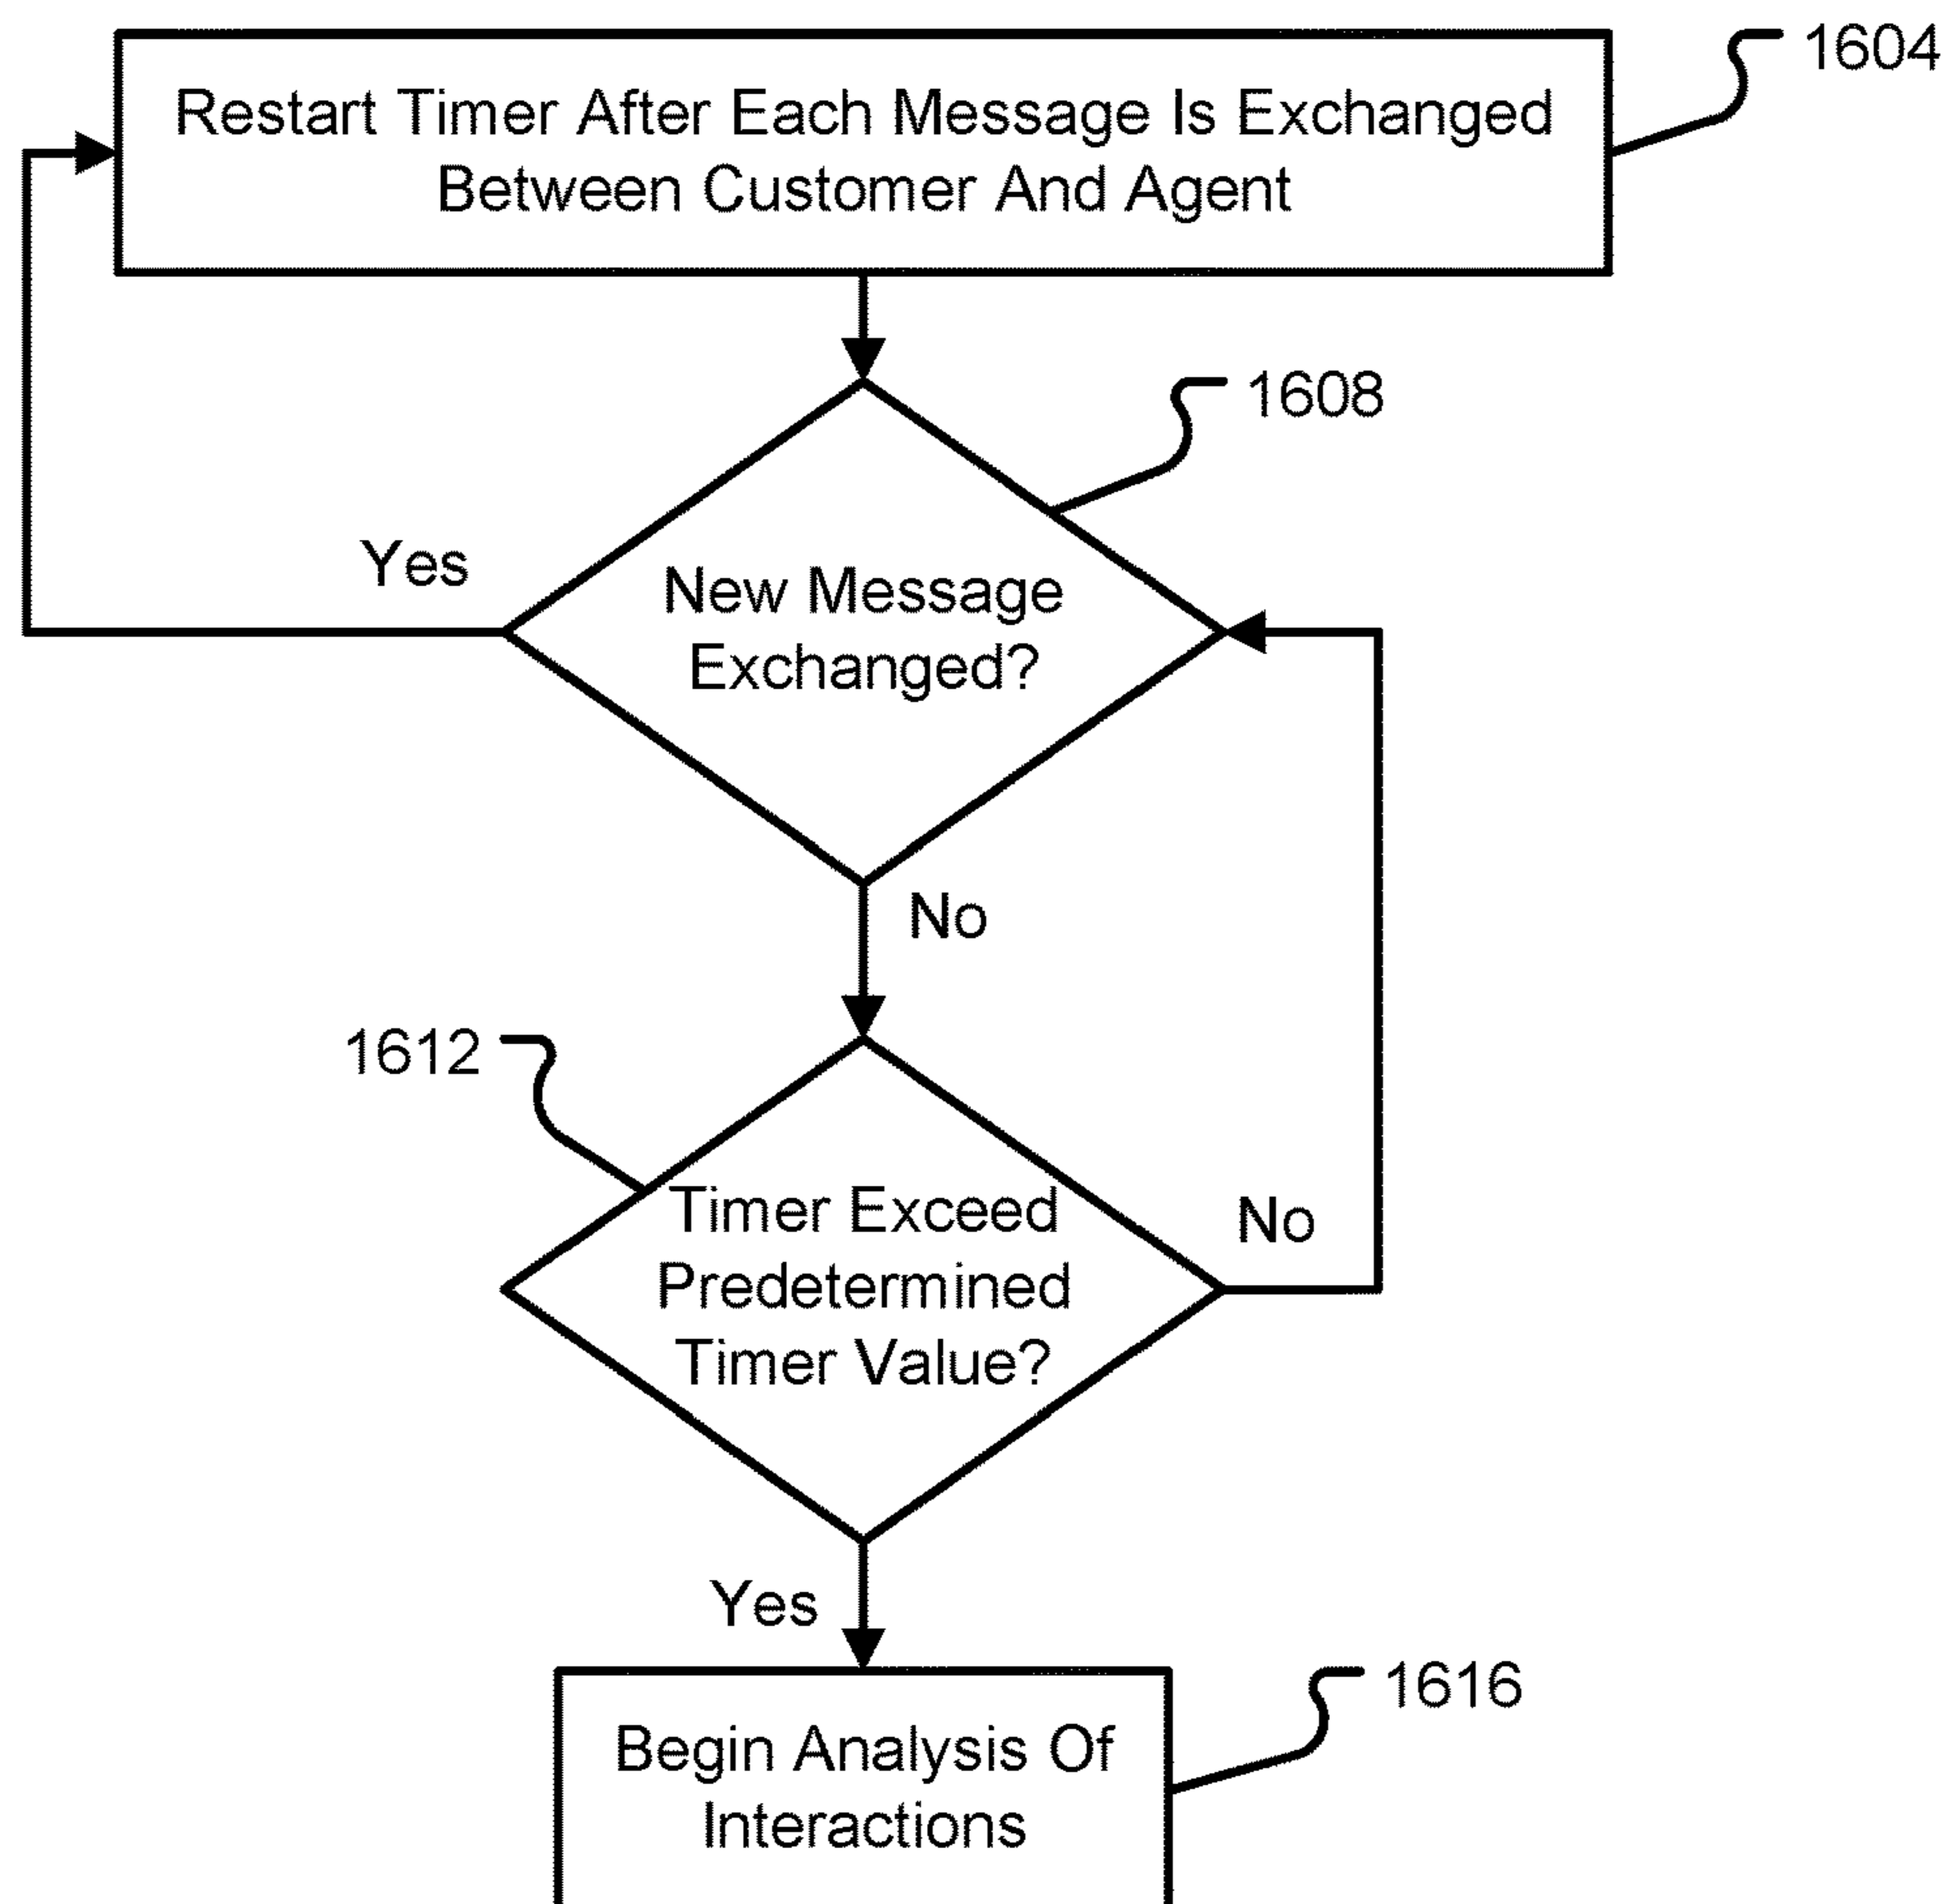 1604
Restart Timer After Each Message Is Exchanged
Between Customer And Agent
1608
Yes
New Message
Exchanged?
No
1612
Timer Exceed
Predetermined
Timer Value?
No
Yes
1616
Begin Analysis Of
Interactions